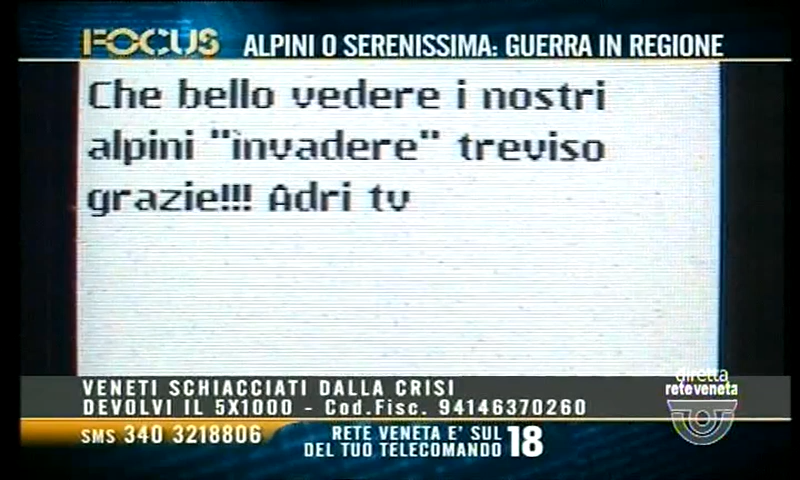 FOCUS ALPINI O SERENISSIMA: GUERRA IN REGIONE
Che bello vedere i nostri
alpini "invadere" treviso
grazie!!! Adri tv
diretta
reteveneta
VENETI SCHIACCIATI DALLA CRISI
DEVOLVI IL 5X1000 - Cod.Fisc. 94146370260
SMS 340 3218806
RETE VENETA E' SUL
DEL TUO TELECOMANDO 18